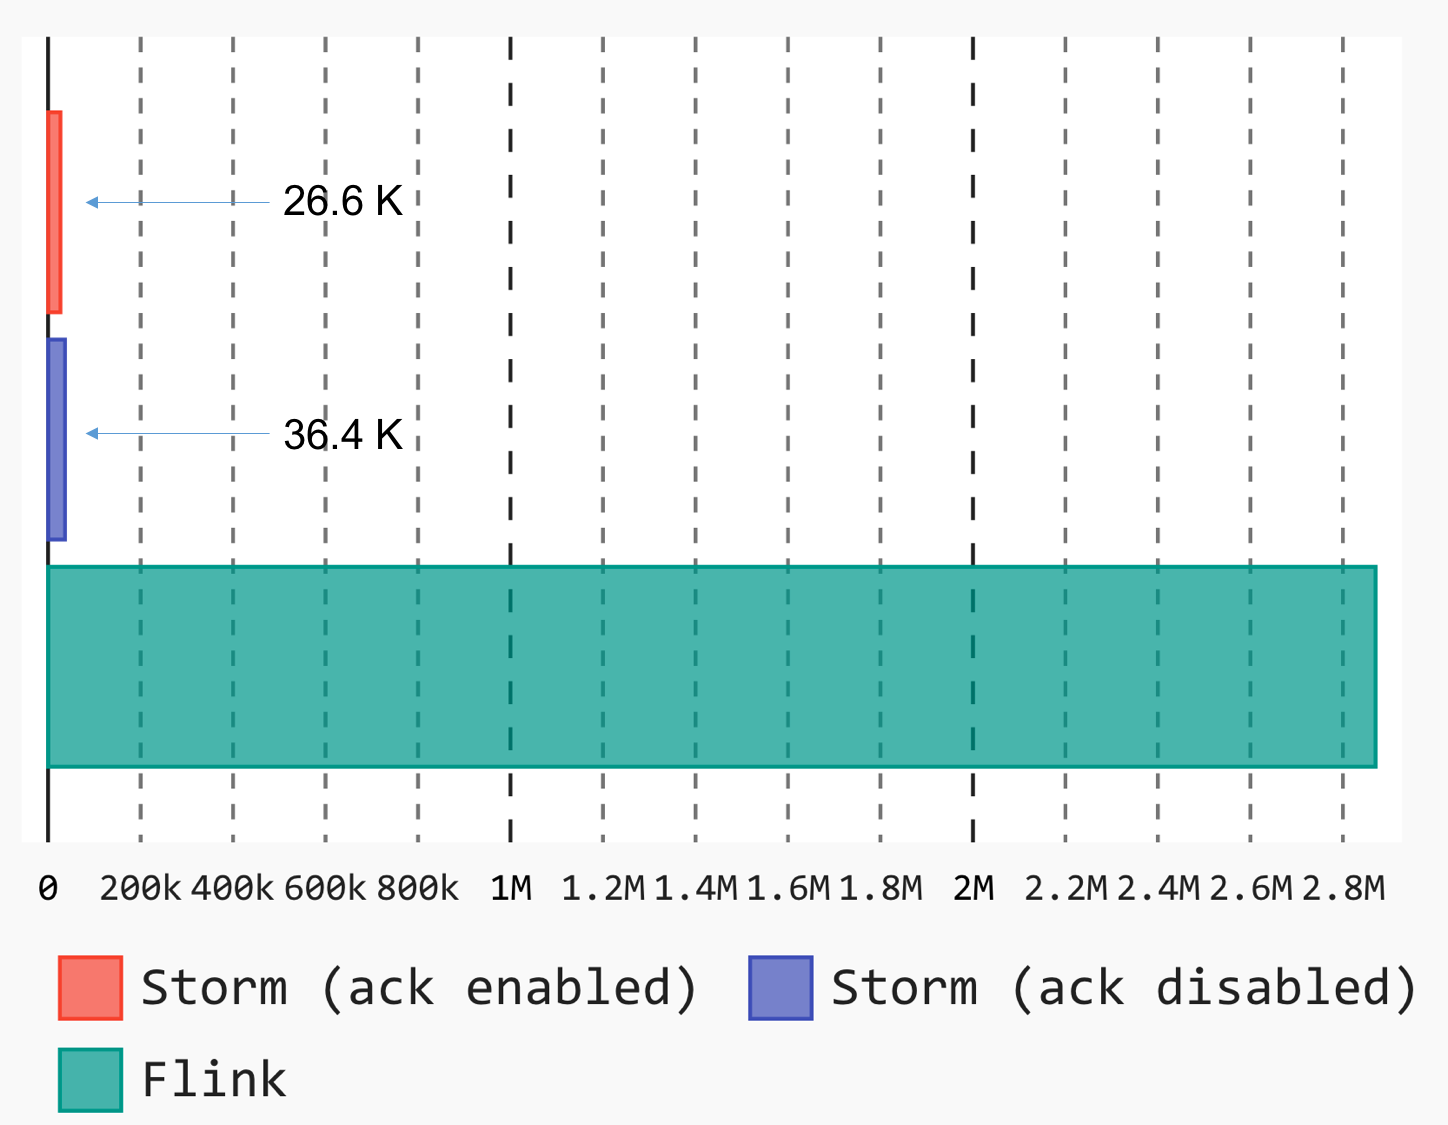 26.6 K
36.4 K
0 200k 400k 600k 800k 1M 1.2M 1.4M 1.6M 1.8M 2M 2.2M 2.4M 2.6M 2.8M
Storm (ack enabled) Storm (ack disabled)
Flink